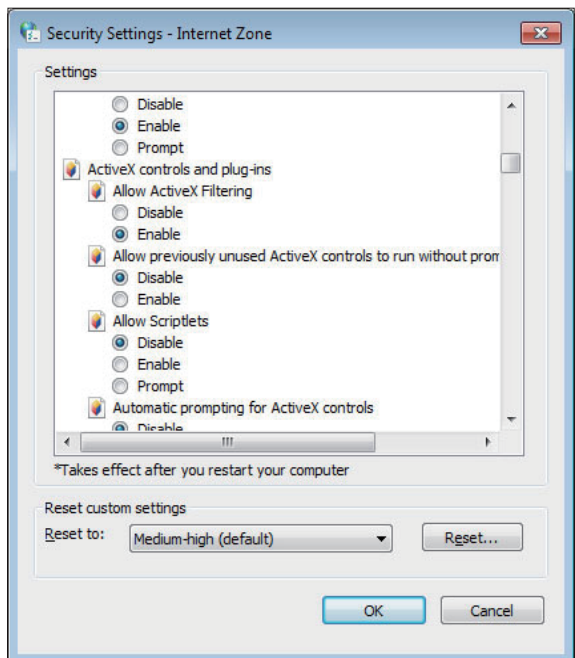 Security Settings - Internet Zone
Settings
Disable
Enable
Prompt
ActiveX controls and plug-ins
Allow ActiveX Filtering
Disable
Enable
Allow previously unused ActiveX controls to run without prom
Disable
Enable
Allow Scriptlets
Disable
Enable
Prompt
Automatic prompting for ActiveX controls
Disable
*Takes effect after you restart your computer
Reset custom settings
Reset to:
Medium-high (default)
Reset...
OK
Cancel